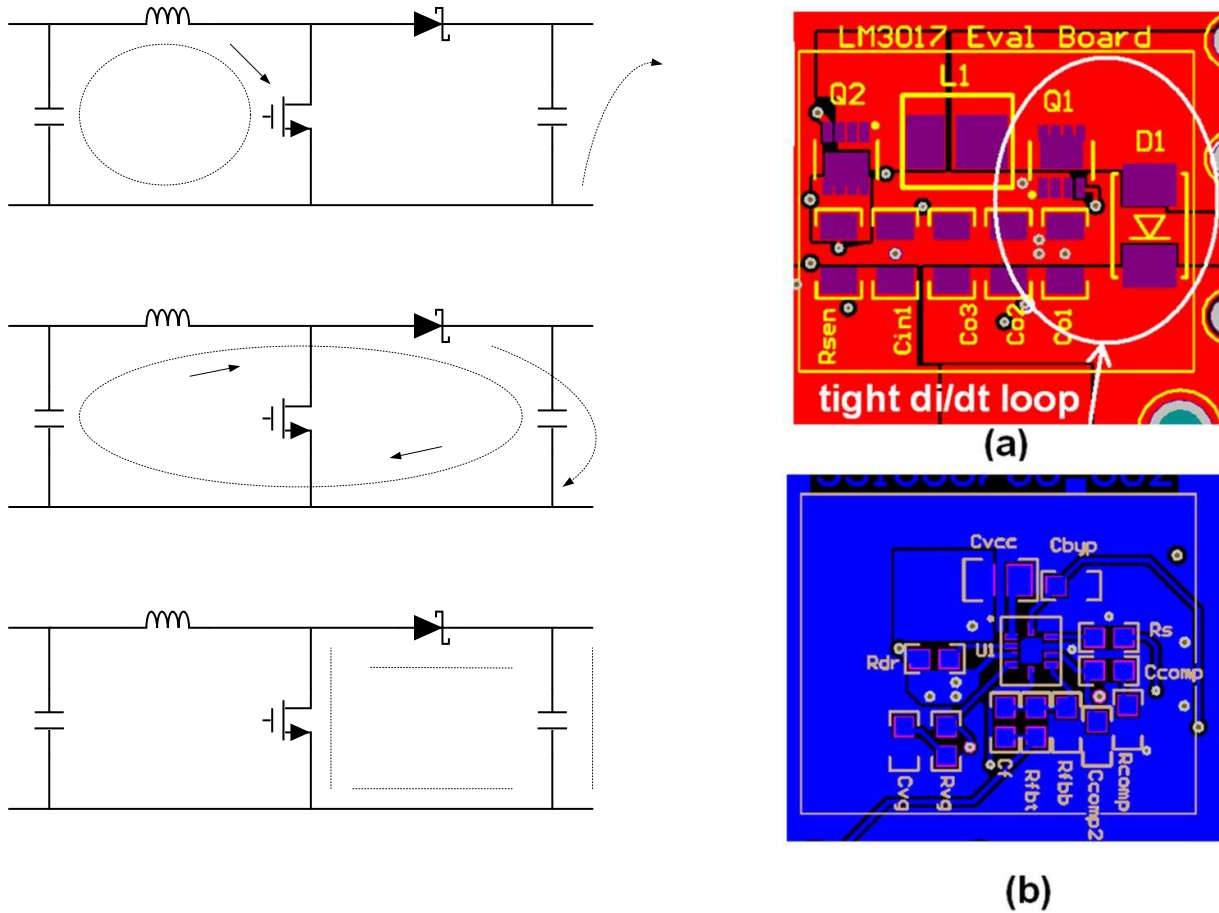 LM3017 Eval Board
L1
Q2
Q1
D1
Rsen
Cin1
Co3
Co2
Co1
tight di/dt loop
(a)
Cvcc
Cbyp
U1
Rs
Rdr
Ccomp
Cvg
Rvg
Cf
Rfbt
Rfbb
Ccomp2
Rcomp
(b)